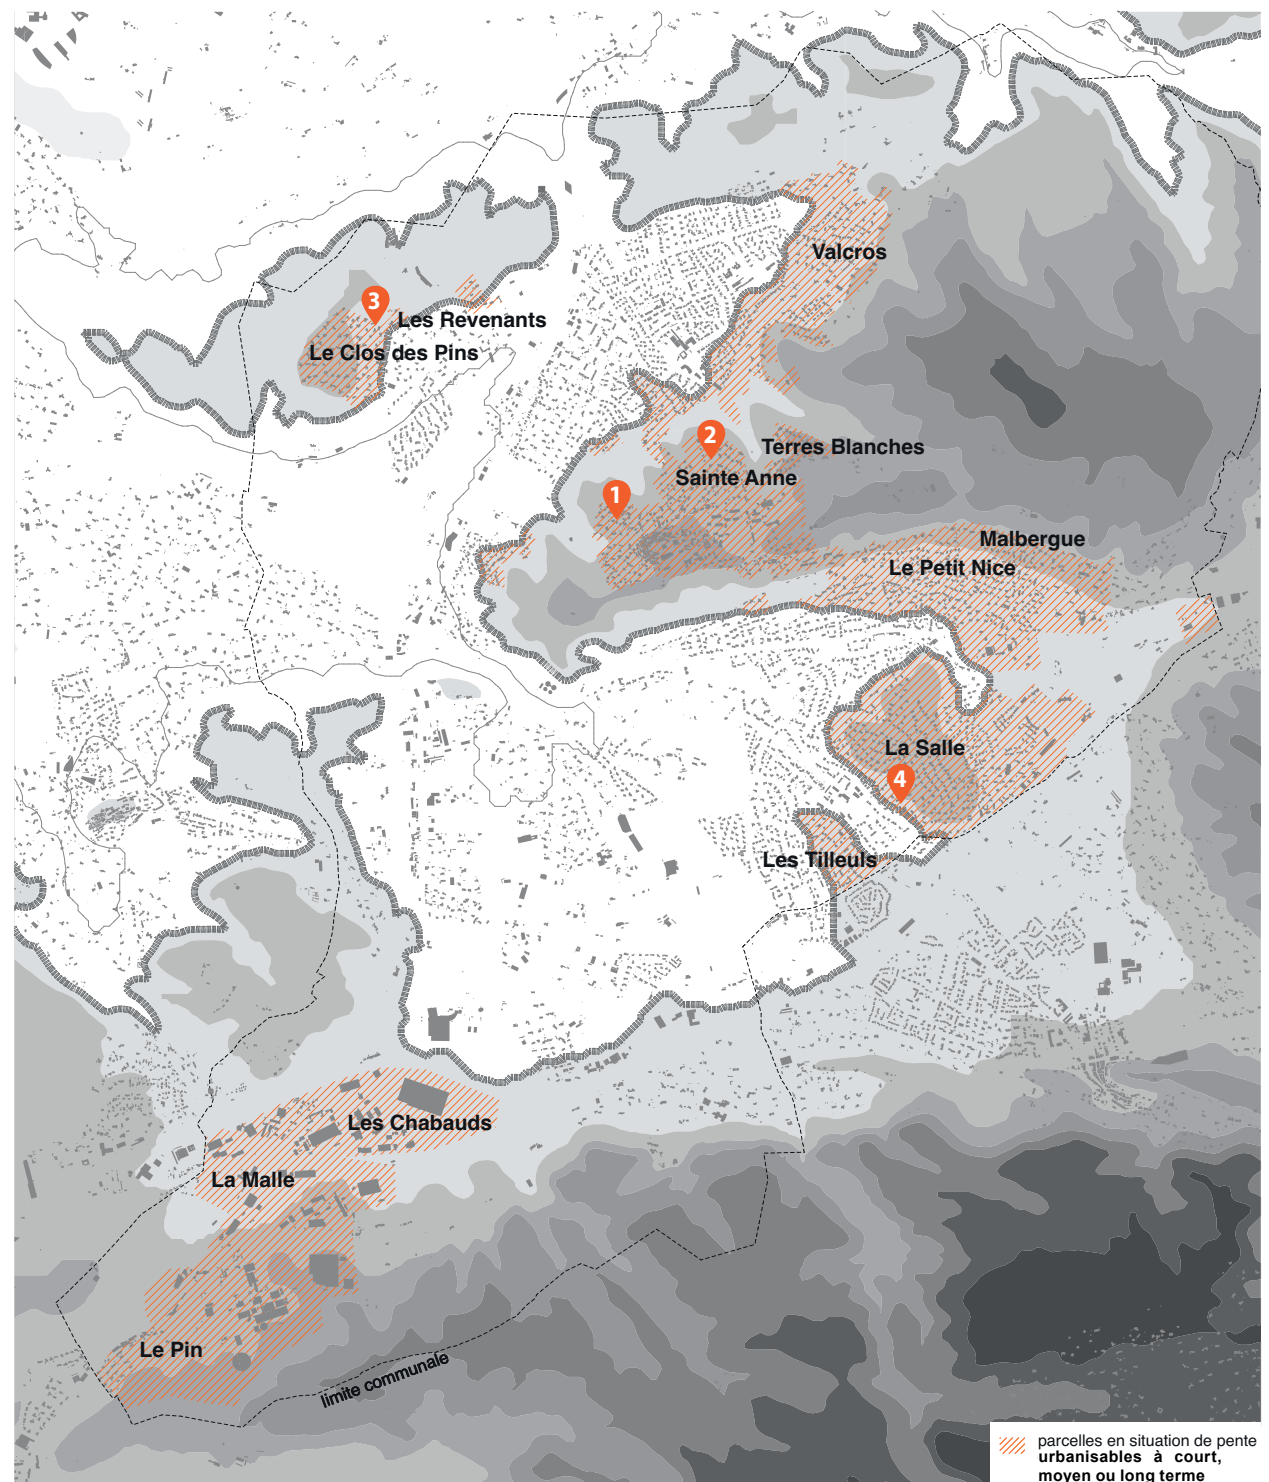 Valcros
3
Les Revenants
Le Clos des Pins
2
Terres Blanches
Sainte Anne
1
Malbergue
Le Petit Nice
La Salle
4
Les Tilleuls
Les Chabauds
La Malle
Le Pin
limite communale
parcelles en situation de pente
urbanisables à court,
moyen ou long terme